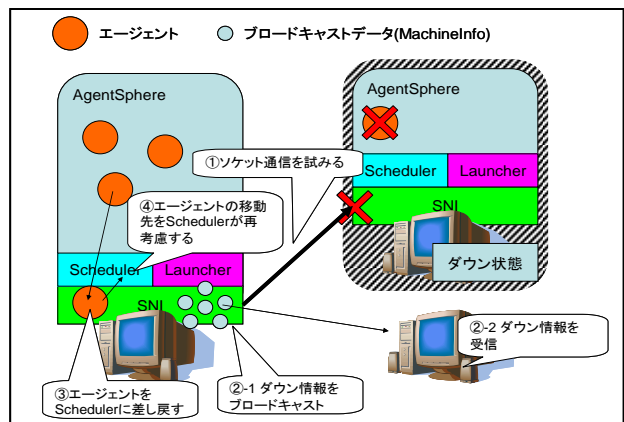 エージェント
ブロードキャストデータ(MachineInfo)
AgentSphere
AgentSphere
①ソケット通信を試みる
Scheduler
Launcher
SNI
ダウン状態
④エージェントの移動
先をSchedulerが再
考慮する
Scheduler
Launcher
SNI
②-2 ダウン情報を
受信
③エージェントを
Schedulerに差し戻す
②-1 ダウン情報を
ブロードキャスト